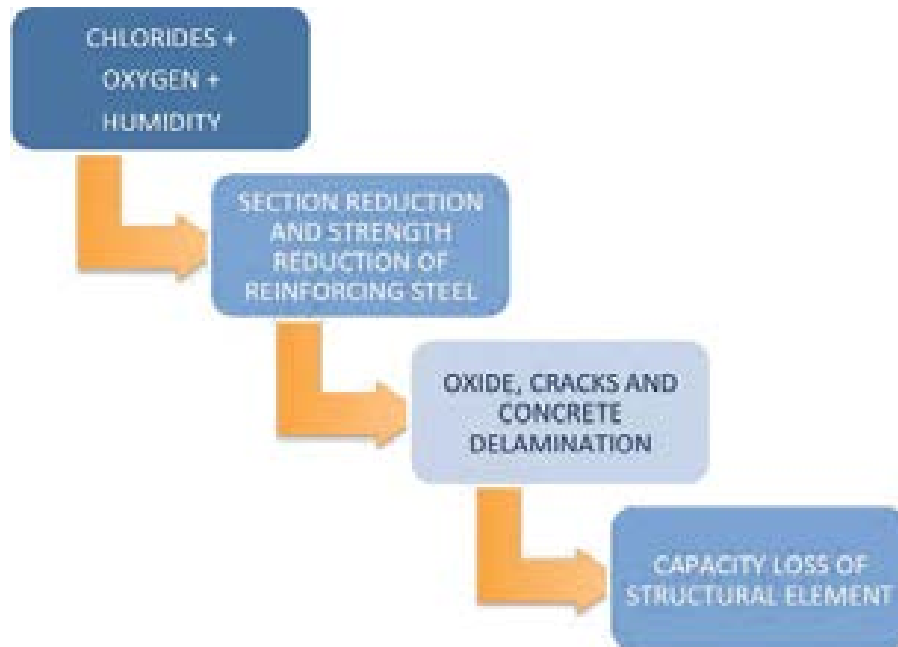 CHLORIDES +
OXYGEN +
HUMIDITY
SECTION REDUCTION
AND STRENGTH
REDUCTION OF
REINFORCING STEEL
OXIDE, CRACKS AND
CONCRETE
DELAMINATION
CAPACITY LOSS OF
STRUCTURAL ELEMENT